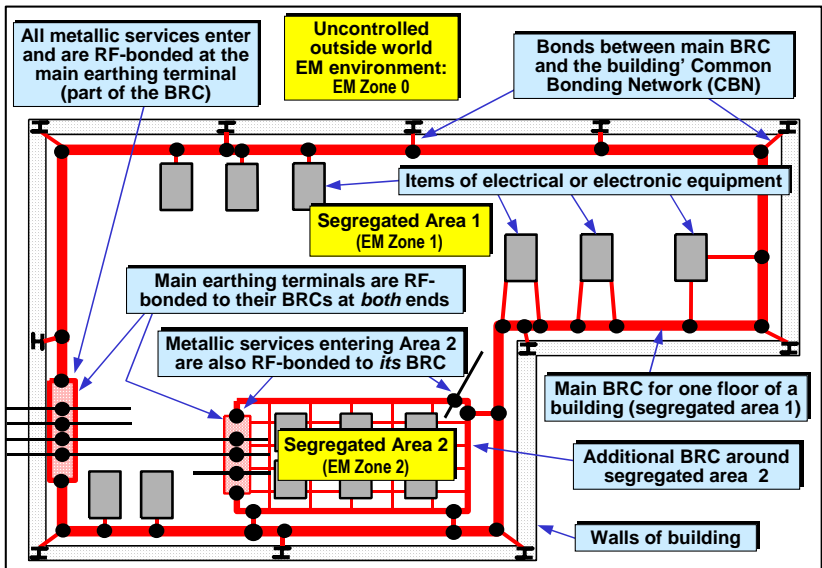 All metallic services enter
and are RF-bonded at the
main earthing terminal
(part of the BRC)
Uncontrolled
outside world
EM environment:
EM Zone 0
Bonds between main BRC
and the building' Common
Bonding Network (CBN)
Items of electrical or electronic equipment
Segregated Area 1
(EM Zone 1)
Main earthing terminals are RF-
bonded to their BRCs at both ends
Metallic services entering Area 2
are also RF-bonded to its BRC
Main BRC for one floor of a
building (segregated area 1)
Segregated Area 2
(EM Zone 2)
Additional BRC around
segregated area 2
Walls of building